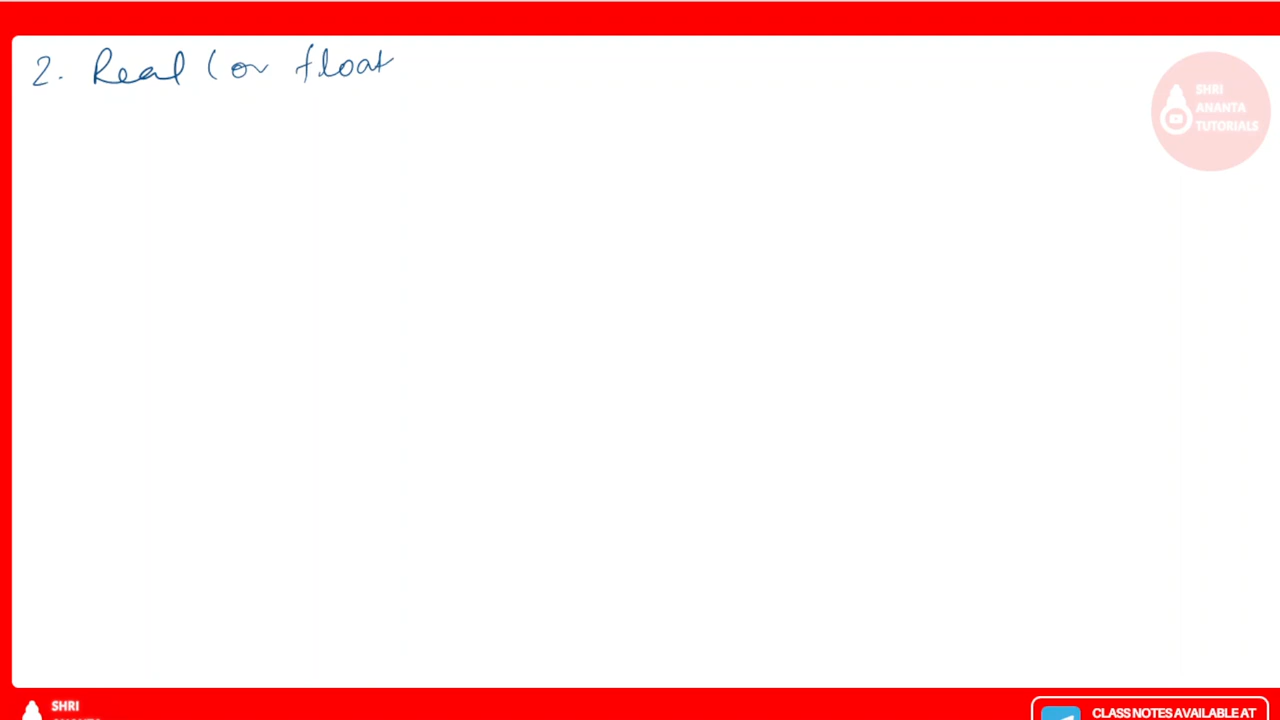 2. Real (or float
SHRI
ANANTA
TUTORIALS
SHRI
CLASS NOTES AVAILABLE AT